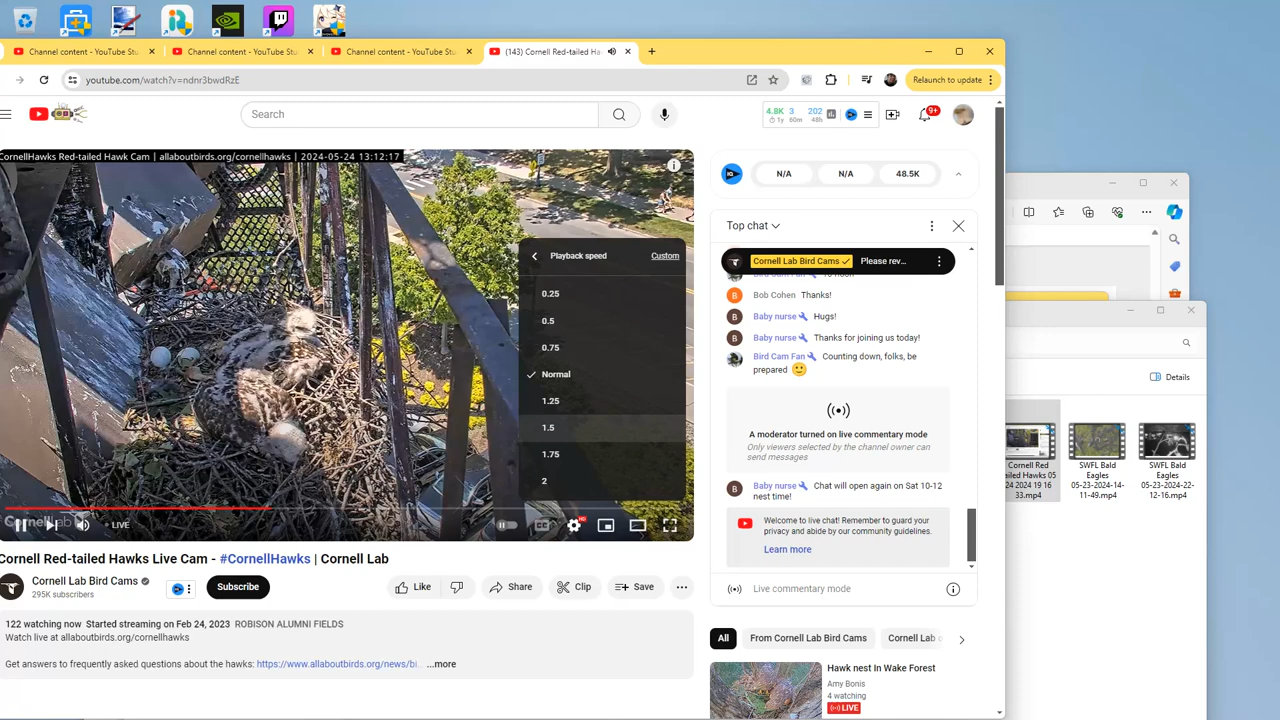 Channel content - YouTube Stu
Channel content - YouTube Stu
Channel content - YouTube Stu
(143) Cornell Red-tailed Ha
youtube.com/watch?v=ndnr3bwdRzE
Relaunch to update
Search
4.8K 3 202
1y 60m 48h
9+
CornellHawks Red-tailed Hawk Cam | allaboutbirds.org/cornellhawks | 2024-05-24 13:12:17
Playback speed Custom
0.25
0.5
0.75
Normal
1.25
1.5
1.75
2
LIVE
HD
Cornell Red-tailed Hawks Live Cam - #CornellHawks | Cornell Lab
Cornell Lab Bird Cams
295K subscribers
Subscribe
Like
Share
Clip
Save
122 watching now Started streaming on Feb 24, 2023 ROBISON ALUMNI FIELDS
Watch live at allaboutbirds.org/cornellhawks
Get answers to frequently asked questions about the hawks: https://www.allaboutbirds.org/news/bi... ...more
N/A N/A 48.5K
Top chat
Cornell Lab Bird Cams Please rev...
B Bob Cohen Thanks!
B Baby nurse Hugs!
B Baby nurse Thanks for joining us today!
Bird Cam Fan Counting down, folks, be
prepared
A moderator turned on live commentary mode
Only viewers selected by the channel owner can
send messages
B Baby nurse Chat will open again on Sat 10-12
nest time!
Welcome to live chat! Remember to guard your
privacy and abide by our community guidelines.
Learn more
Live commentary mode
All From Cornell Lab Bird Cams Cornell Lab
Hawk nest In Wake Forest
Amy Bonis
4 watching
LIVE
Details
Cornell Red
Tailed Hawks 05
24 2024 19 16
33.mp4
SWFL Bald
Eagles
05-23-2024-14-
11-49.mp4
SWFL Bald
Eagles
05-23-2024-22-
12-16.mp4